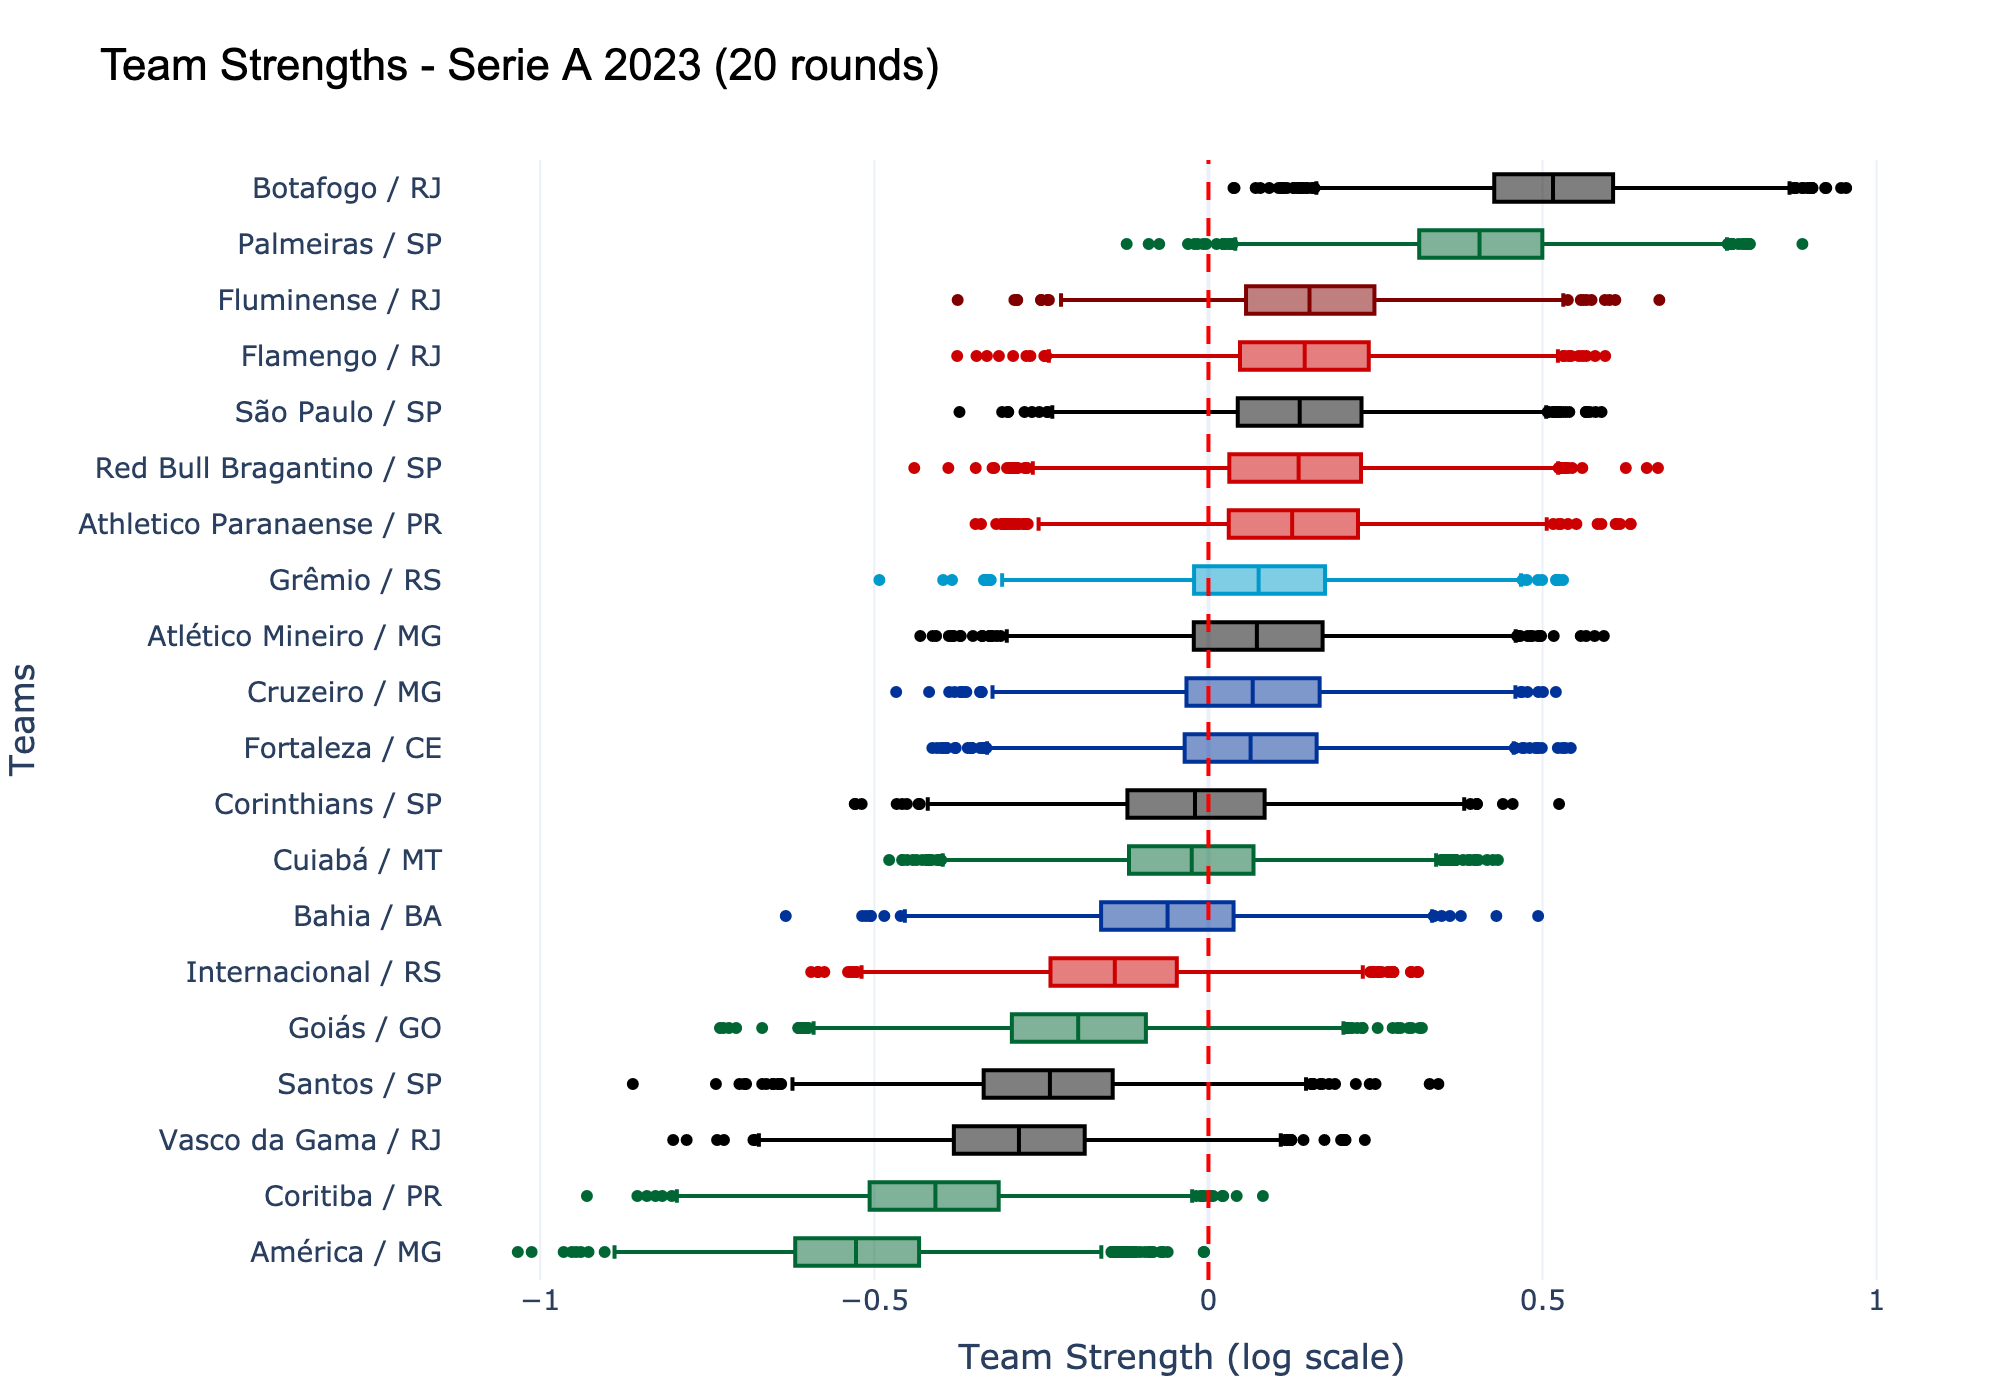 Team Strengths - Serie A 2023 (20 rounds)
Teams
Botafogo / RJ
Palmeiras / SP
Fluminense / RJ
Flamengo / RJ
São Paulo / SP
Red Bull Bragantino / SP
Athletico Paranaense / PR
Grêmio / RS
Atlético Mineiro / MG
Cruzeiro / MG
Fortaleza / CE
Corinthians / SP
Cuiabá / MT
Bahia / BA
Internacional / RS
Goiás / GO
Santos / SP
Vasco da Gama / RJ
Coritiba / PR
América / MG
−1 −0.5 0 0.5 1
Team Strength (log scale)